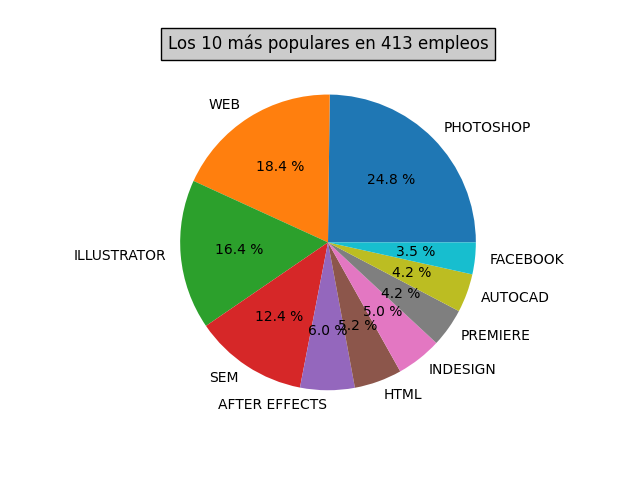 Los 10 más populares en 413 empleos
WEB
PHOTOSHOP
18.4 %
24.8 %
ILLUSTRATOR
16.4 %
3.5 %
FACEBOOK
4.2 %
AUTOCAD
4.2 %
PREMIERE
5.0 %
INDESIGN
12.4 %
6.0 %
5.2 %
SEM
HTML
AFTER EFFECTS